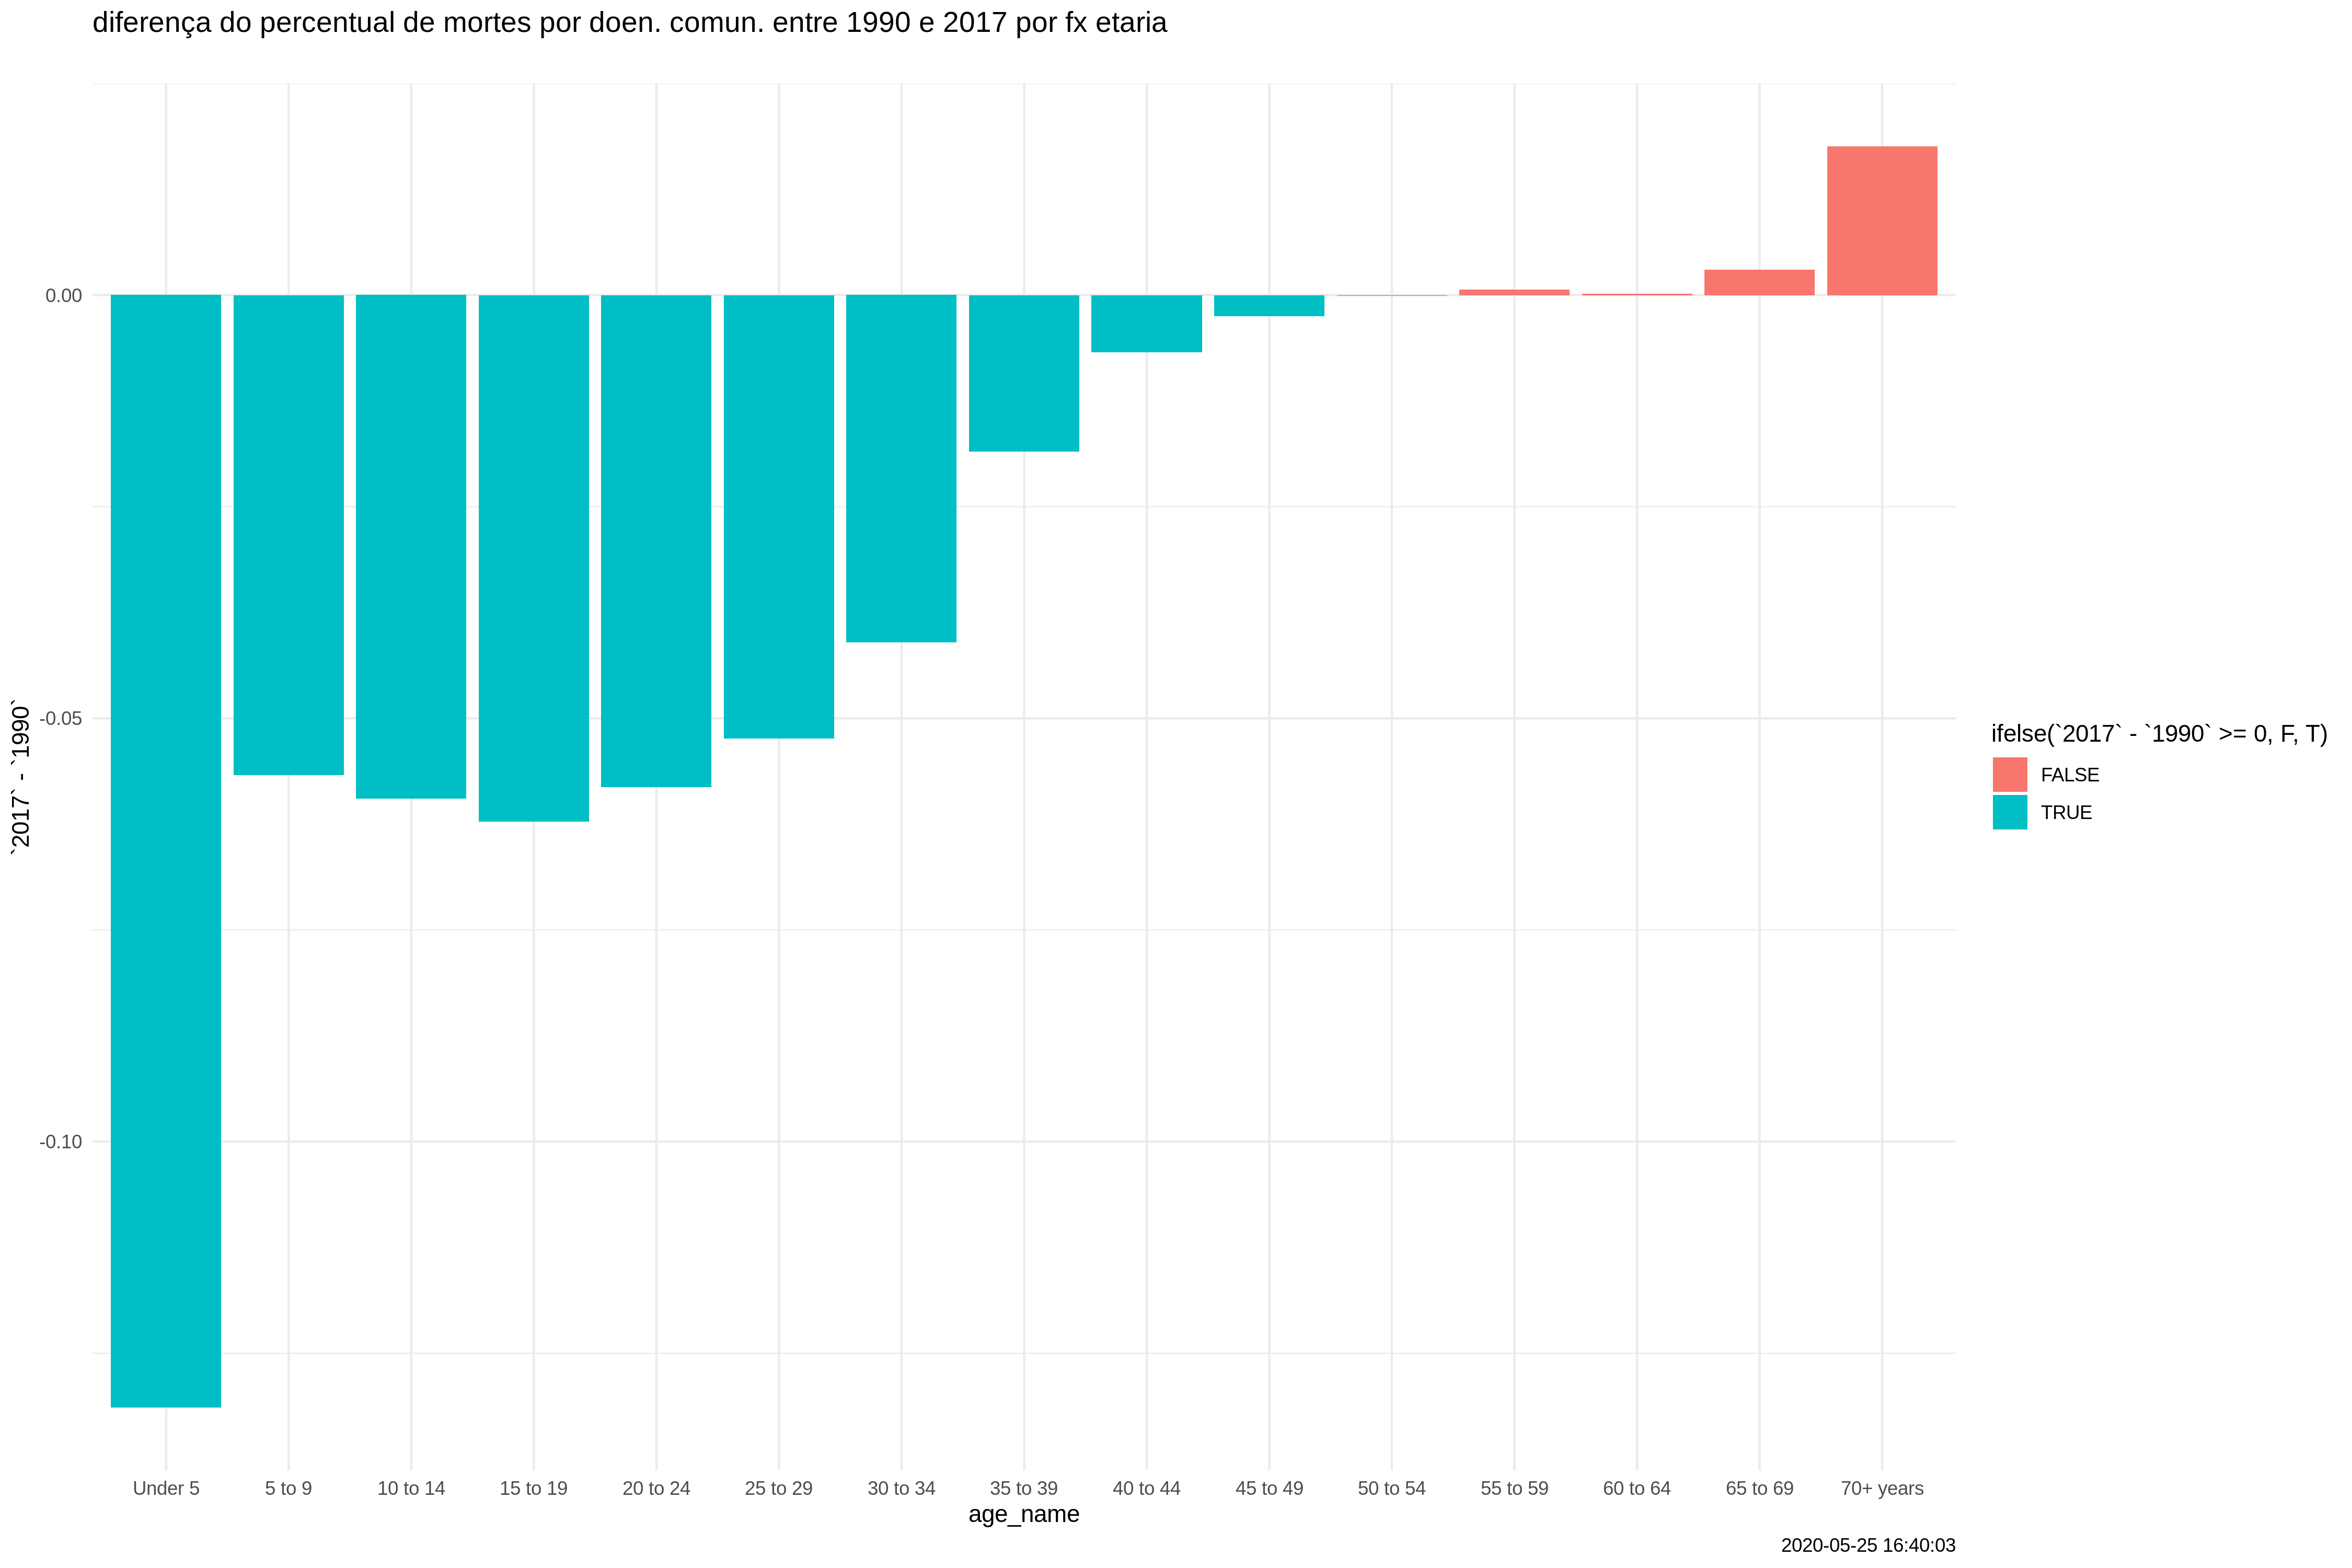 diferença do percentual de mortes por doen. comun. entre 1990 e 2017 por fx etaria
`2017` - `1990`
0.00
-0.05
-0.10
Under 5 5 to 9 10 to 14 15 to 19 20 to 24 25 to 29 30 to 34 35 to 39 40 to 44 45 to 49 50 to 54 55 to 59 60 to 64 65 to 69 70+ years
age_name
ifelse(`2017` - `1990` >= 0, F, T)
FALSE
TRUE
2020-05-25 16:40:03